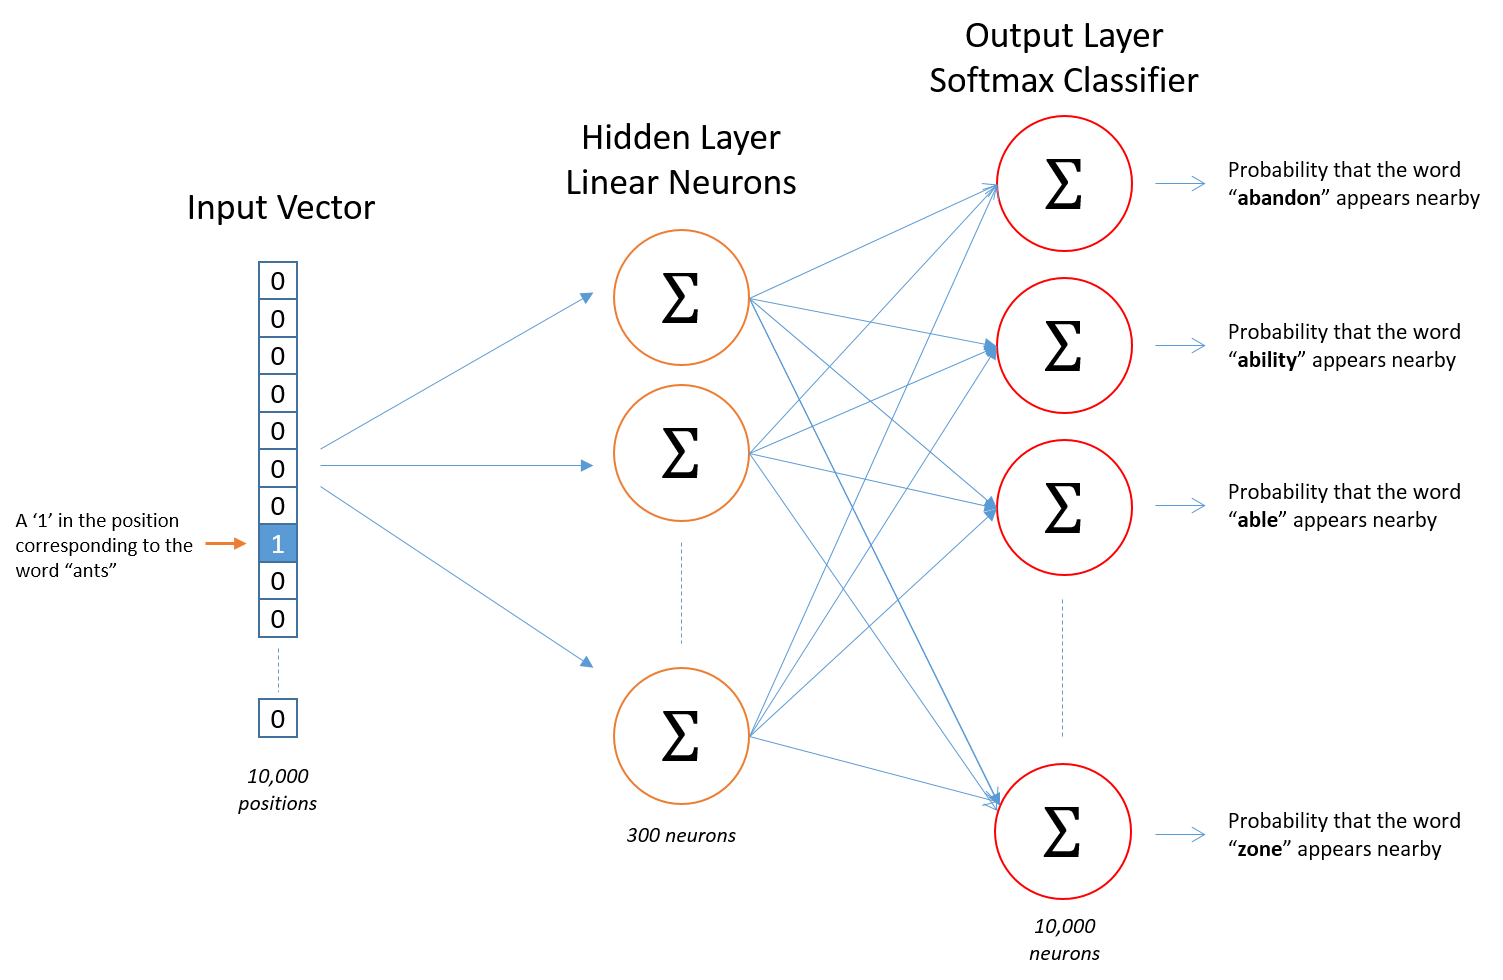 Output Layer
Softmax Classifier
Hidden Layer
Linear Neurons
Input Vector
0
0
0
0
0
0
0
1
0
0
0
A ‘1’ in the position
corresponding to the
word “ants”
10,000
positions
Σ
Σ
Σ
300 neurons
Σ
Probability that the word
“abandon” appears nearby
Σ
Probability that the word
“ability” appears nearby
Σ
Probability that the word
“able” appears nearby
Σ
Probability that the word
“zone” appears nearby
10,000
neurons